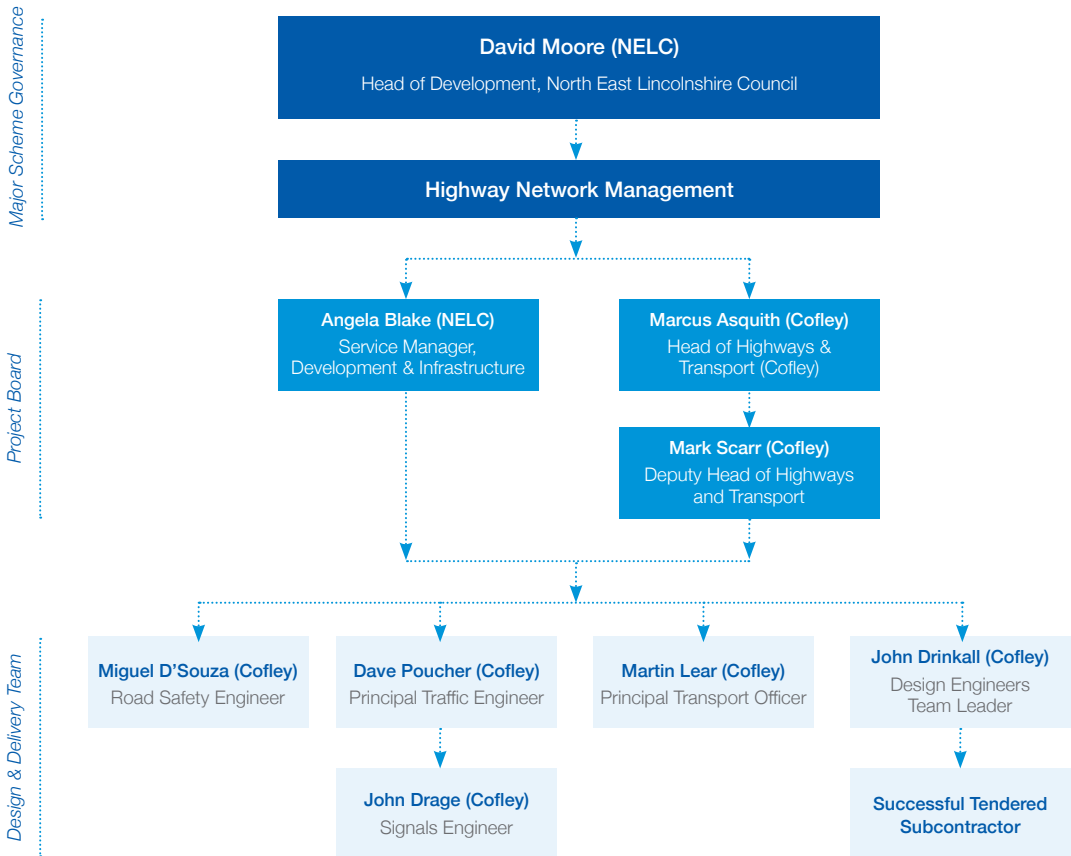 Major Scheme Governance
David Moore (NELC)
Head of Development, North East Lincolnshire Council
Highway Network Management
Project Board
Angela Blake (NELC)
Service Manager,
Development & Infrastructure
Marcus Asquith (Cofley)
Head of Highways &
Transport (Cofley)
Mark Scarr (Cofley)
Deputy Head of Highways
and Transport
Design & Delivery Team
Miguel D'Souza (Cofley)
Road Safety Engineer
Dave Poucher (Cofley)
Principal Traffic Engineer
Martin Lear (Cofley)
Principal Transport Officer
John Drinkall (Cofley)
Design Engineers
Team Leader
John Drage (Cofley)
Signals Engineer
Successful Tendered
Subcontractor